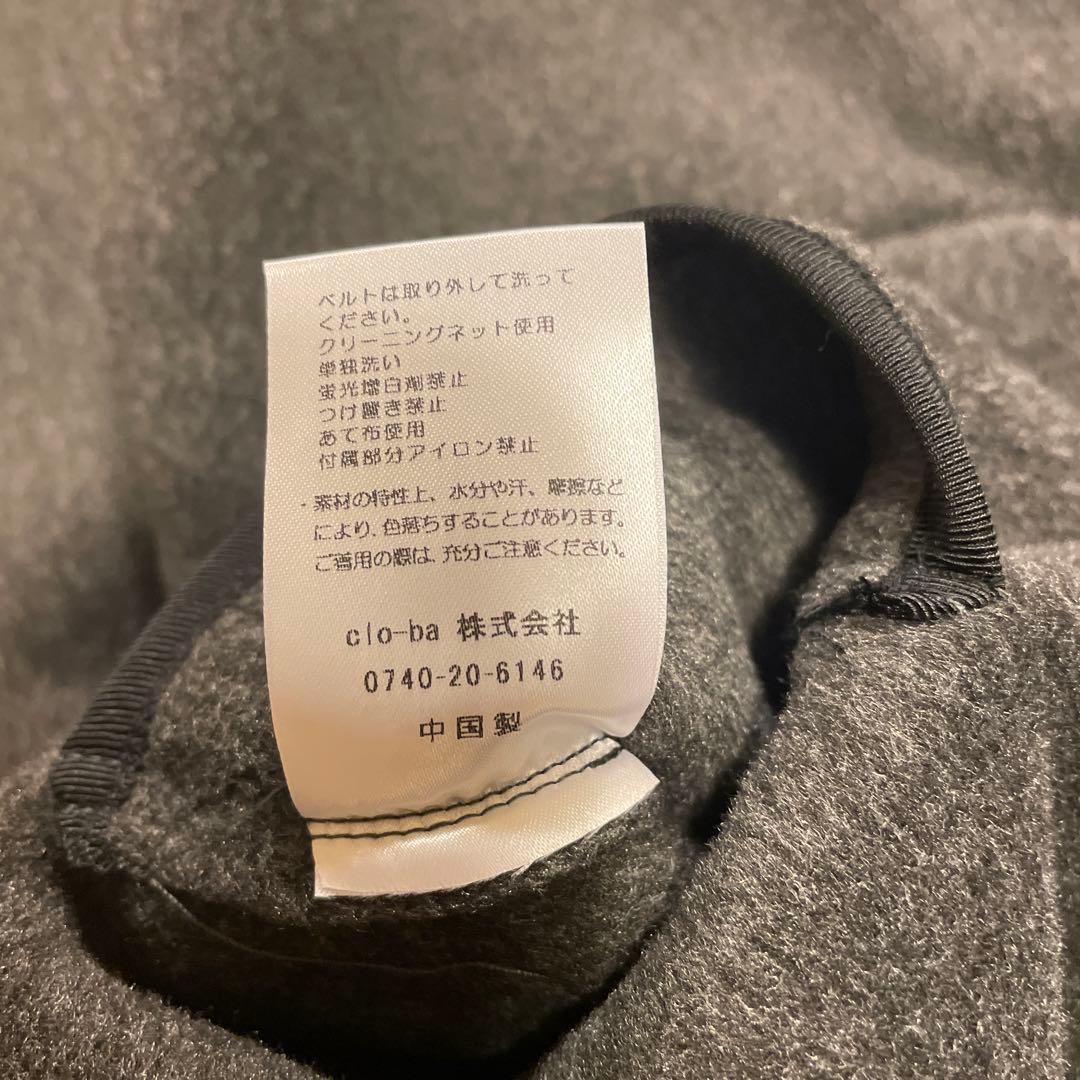 ベルトは取り外して洗って
ください。
クリーニングネット使用
単独洗い
蛍光増白剤禁止
つけ置き禁止
あて布使用
付属部分アイロン禁止
・素材の特性上、水分や汗、摩擦など
により、色落ちすることがあります。
ご着用の際は、充分ご注意ください。
clo-ba 株式会社
0740-20-6146
中国製